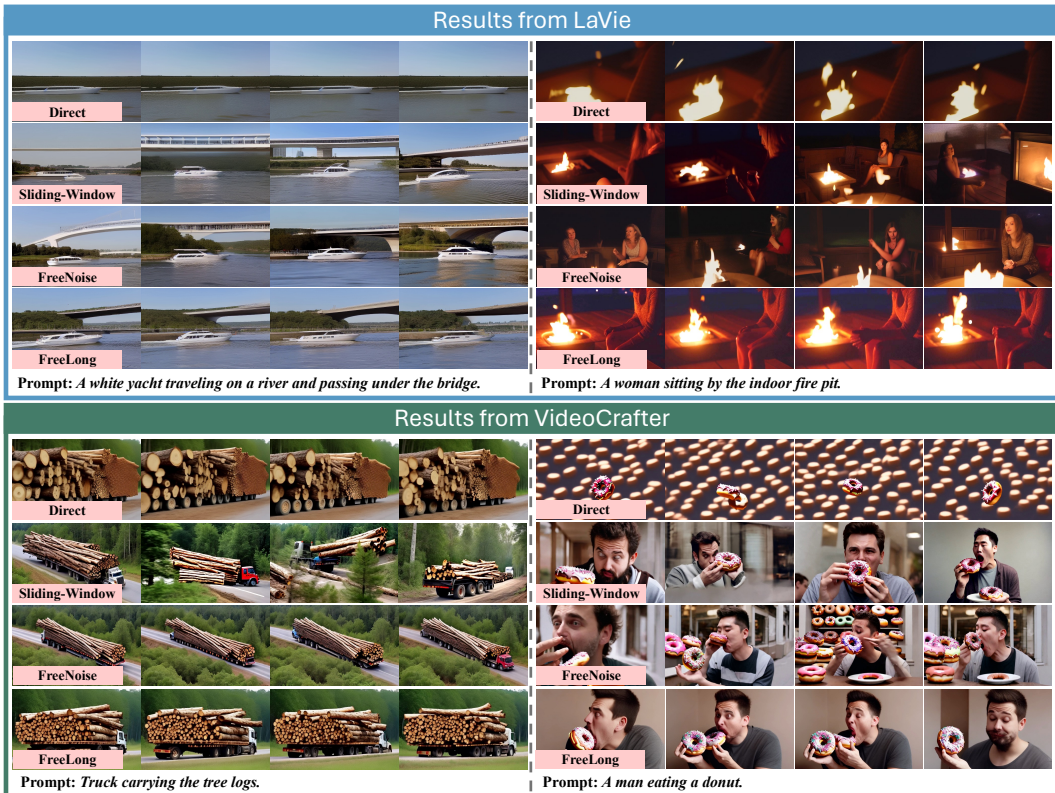 Results from LaVie
Direct
Sliding-Window
FreeNoise
FreeLong
Prompt: A white yacht traveling on a river and passing under the bridge.
Direct
Sliding-Window
FreeNoise
FreeLong
Prompt: A woman sitting by the indoor fire pit.
Results from VideoCrafter
Direct
Sliding-Window
FreeNoise
FreeLong
Prompt: Truck carrying the tree logs.
Direct
Sliding-Window
FreeNoise
FreeLong
Prompt: A man eating a donut.